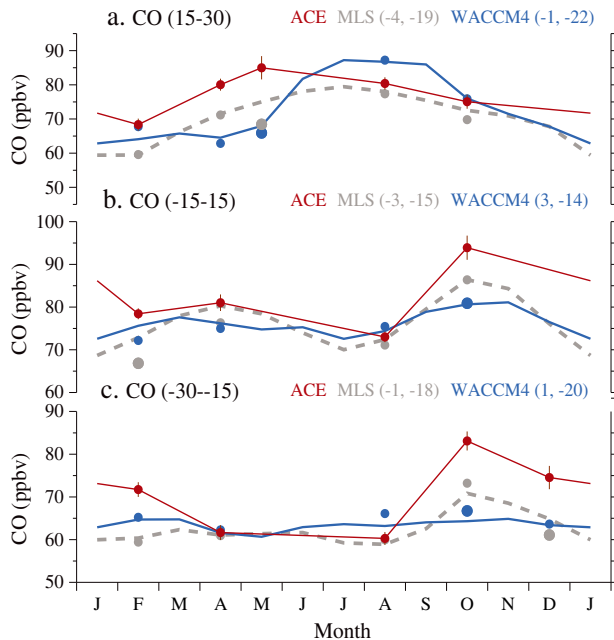 a. CO (15-30) ACE MLS (-4, -19) WACCM4 (-1, -22)
CO (ppbv)
90
80
70
60
50
45
b. CO (-15-15) ACE MLS (-3, -15) WACCM4 (3, -14)
CO (ppbv)
100
90
80
70
60
c. CO (-30--15) ACE MLS (-1, -18) WACCM4 (1, -20)
CO (ppbv)
90
80
70
60
50
J F M A M J J A S O N D J
Month